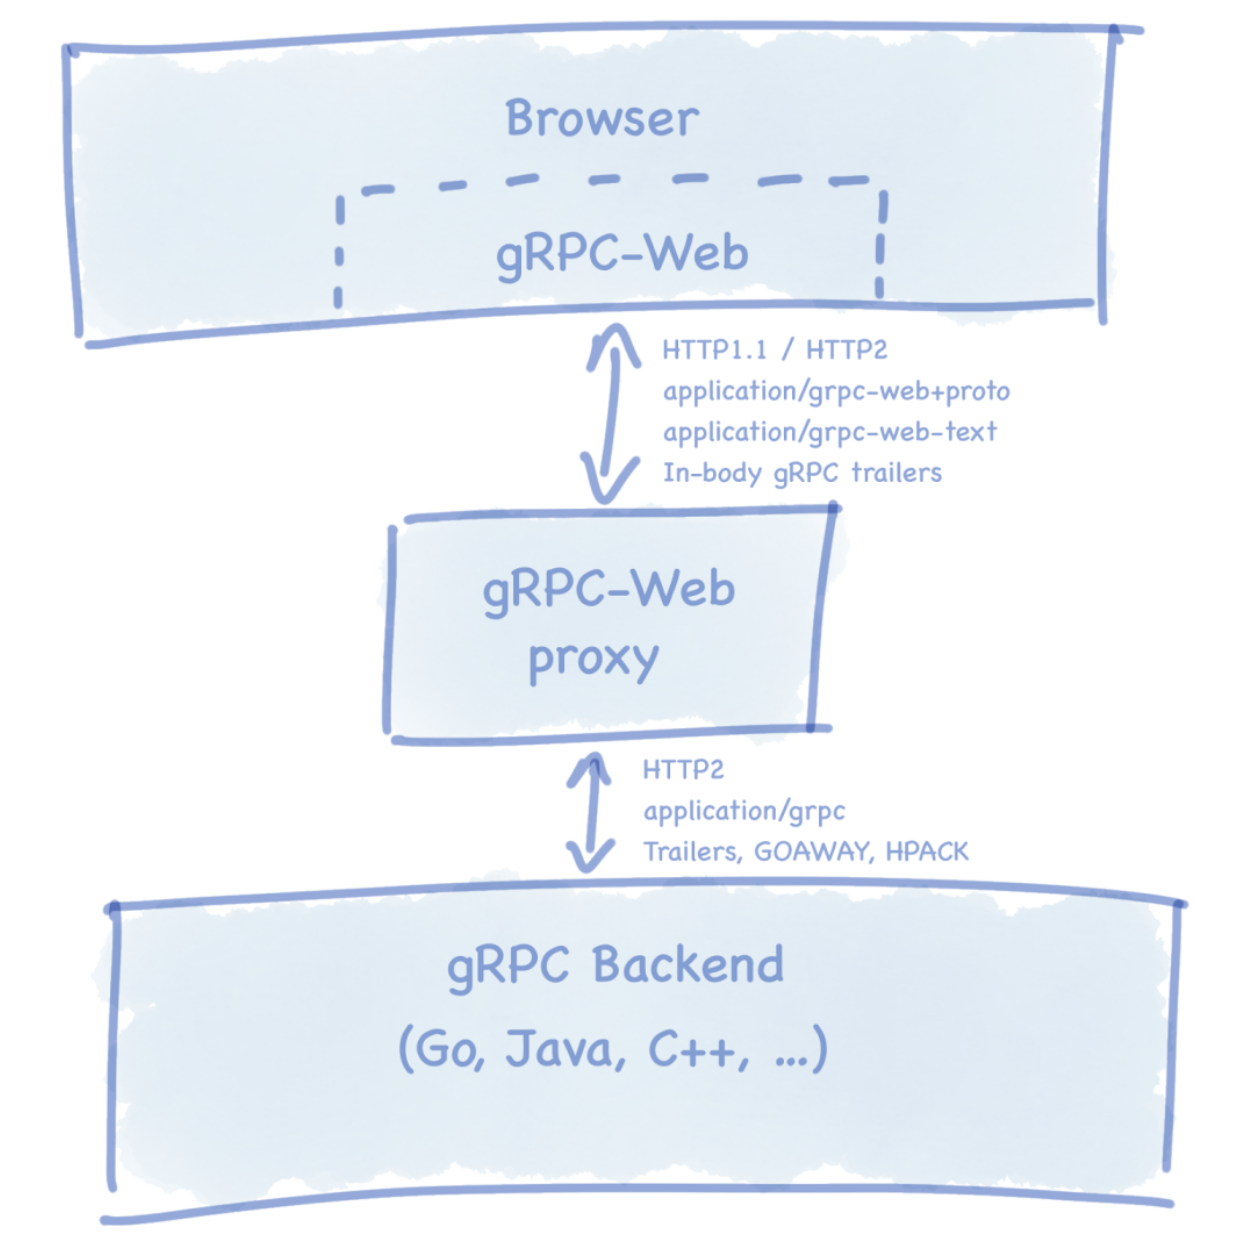 Browser
gRPC-Web
HTTP1.1 / HTTP2
application/grpc-web+proto
application/grpc-web-text
In-body gRPC trailers
gRPC-Web
proxy
HTTP2
application/grpc
Trailers, GOAWAY, HPACK
gRPC Backend
(Go, Java, C++, ...)